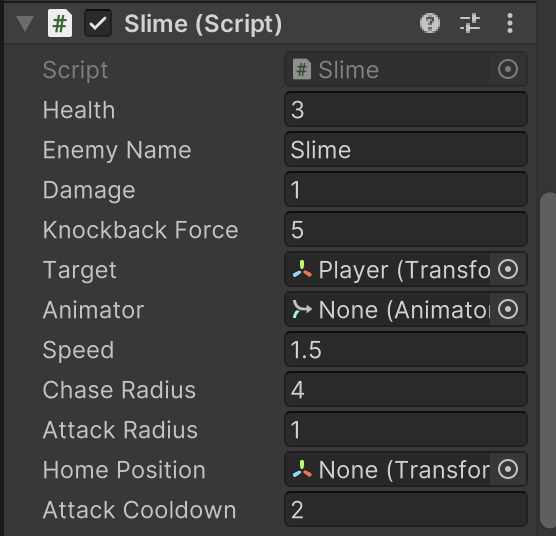 Slime (Script)
Script Slime
Health 3
Enemy Name Slime
Damage 1
Knockback Force 5
Target Player (Transfo
Animator None (Animato
Speed 1.5
Chase Radius 4
Attack Radius 1
Home Position None (Transfor
Attack Cooldown 2